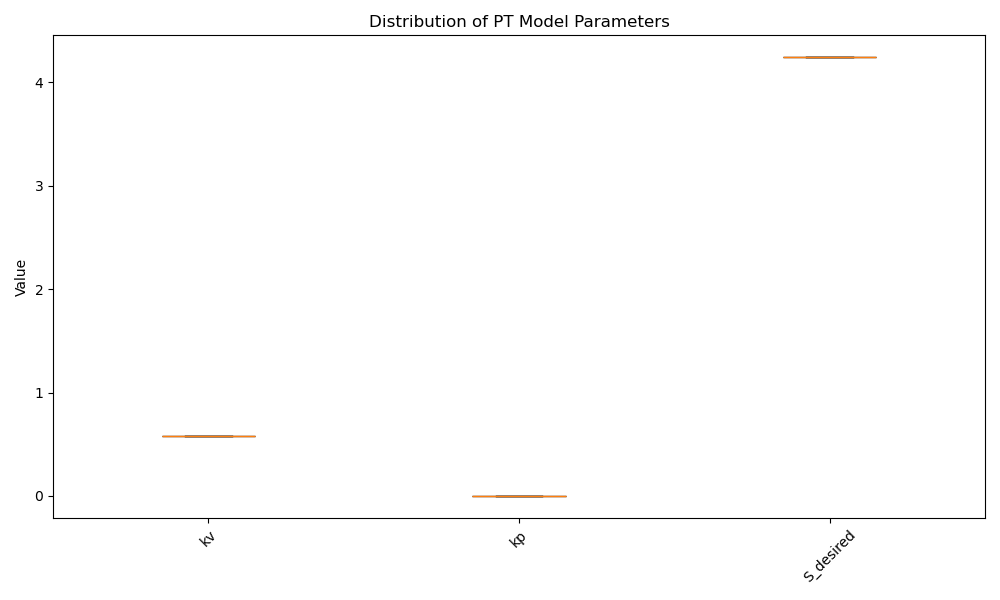 Distribution of PT Model Parameters
Value
4
3
2
1
0
kv
kp
S_desired